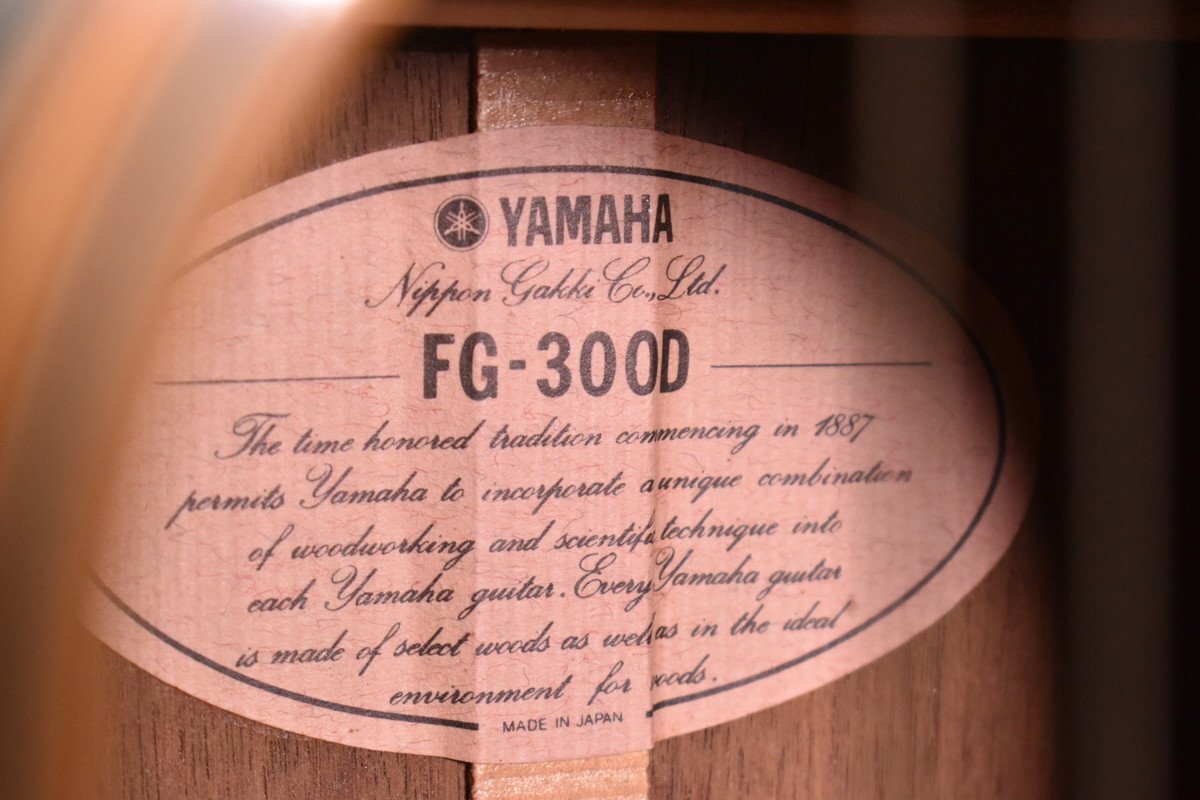 YAMAHA
Nippon Gakki Co., Ltd.
FG-300D
The time honored tradition commencing in 1887
permits Yamaha to incorporate a unique combination
of woodworking and scientific technique into
each Yamaha guitar. Every Yamaha guitar
is made of select woods as well as in the ideal
environment for woods.
MADE IN JAPAN